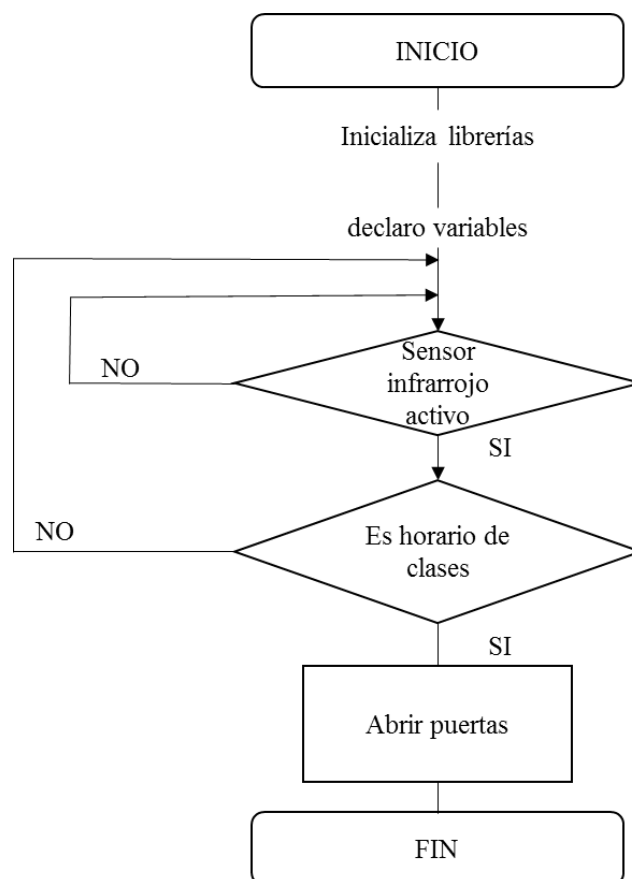 INICIO
Inicializa librerías
declaro variables
Sensor
infrarrojo
activo
NO
SI
Es horario de
clases
NO
SI
Abrir puertas
FIN